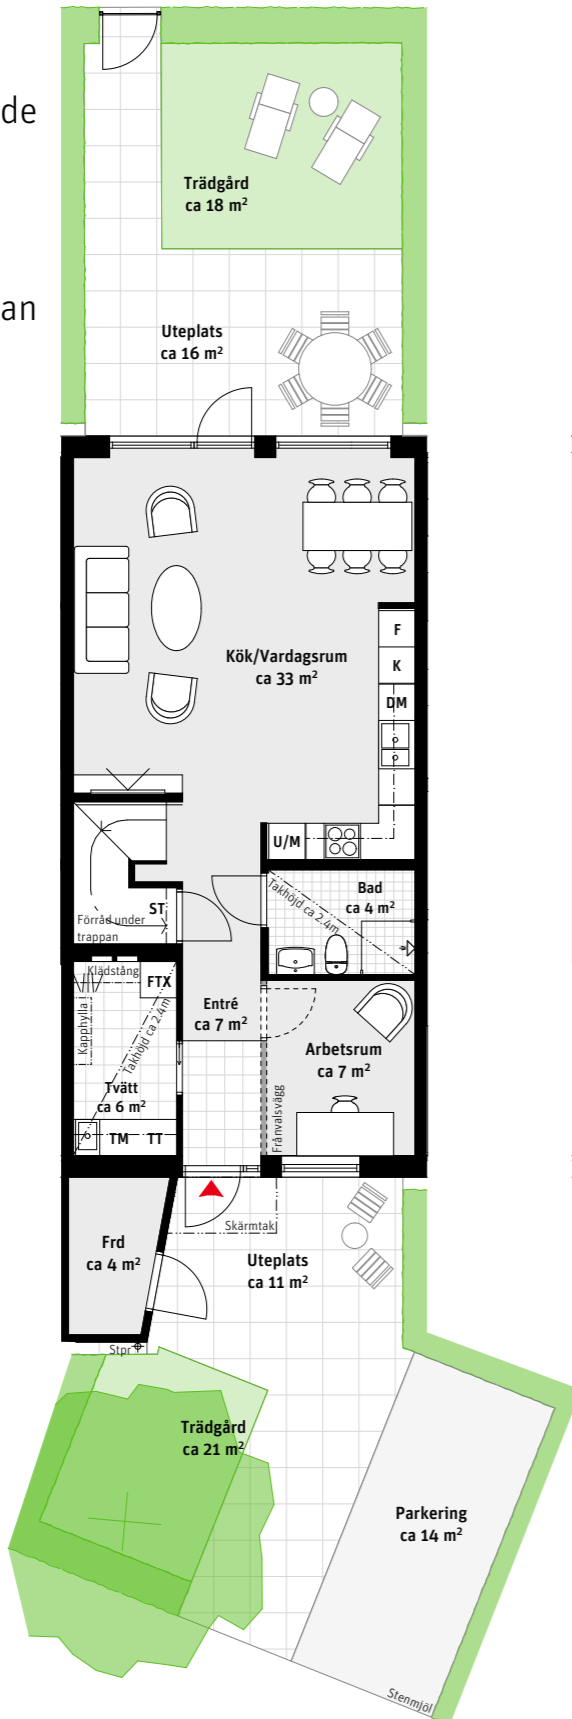 de
an
Trädgård
ca 18 m²
Uteplats
ca 16 m²
Kök/Vardagsrum
ca 33 m²
F
K
DM
U/M
Bad
ca 4 m²
Takhöjd ca 2.4m
ST
Förråd under
trappan
Klädstång
FTX
Kapphylla
Takhöjd ca 2.4m
Entré
ca 7 m²
Tvätt
ca 6 m²
TM TT
Arbetsrum
ca 7 m²
Frånvalsvägg
Frd
ca 4 m²
Skärmtak
Uteplats
ca 11 m²
Stpr
Trädgård
ca 21 m²
Parkering
ca 14 m²
Stenmjöl